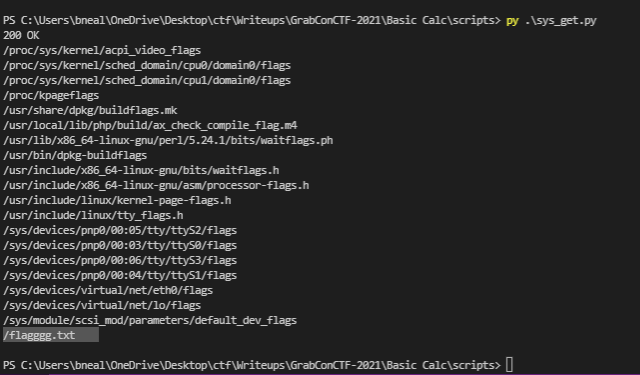 PS C:\Users\bneal\OneDrive\Desktop\ctf\Writeups\GrabConCTF-2021\Basic Calc\scripts> py .\sys_get.py
200 OK
/proc/sys/kernel/acpi_video_flags
/proc/sys/kernel/sched_domain/cpu0/domain0/flags
/proc/sys/kernel/sched_domain/cpu1/domain0/flags
/proc/kpageflags
/usr/share/dpkg/buildflags.mk
/usr/local/lib/php/build/ax_check_compile_flag.m4
/usr/lib/x86_64-linux-gnu/perl/5.24.1/bits/waitflags.ph
/usr/bin/dpkg-buildflags
/usr/include/x86_64-linux-gnu/bits/waitflags.h
/usr/include/x86_64-linux-gnu/asm/processor-flags.h
/usr/include/linux/kernel-page-flags.h
/usr/include/linux/tty_flags.h
/sys/devices/pnp0/00:05/tty/ttyS2/flags
/sys/devices/pnp0/00:03/tty/ttyS0/flags
/sys/devices/pnp0/00:06/tty/ttyS3/flags
/sys/devices/pnp0/00:04/tty/ttyS1/flags
/sys/devices/virtual/net/eth0/flags
/sys/devices/virtual/net/lo/flags
/sys/module/scsi_mod/parameters/default_dev_flags
/flagggg.txt
PS C:\Users\bneal\OneDrive\Desktop\ctf\Writeups\GrabConCTF-2021\Basic Calc\scripts>